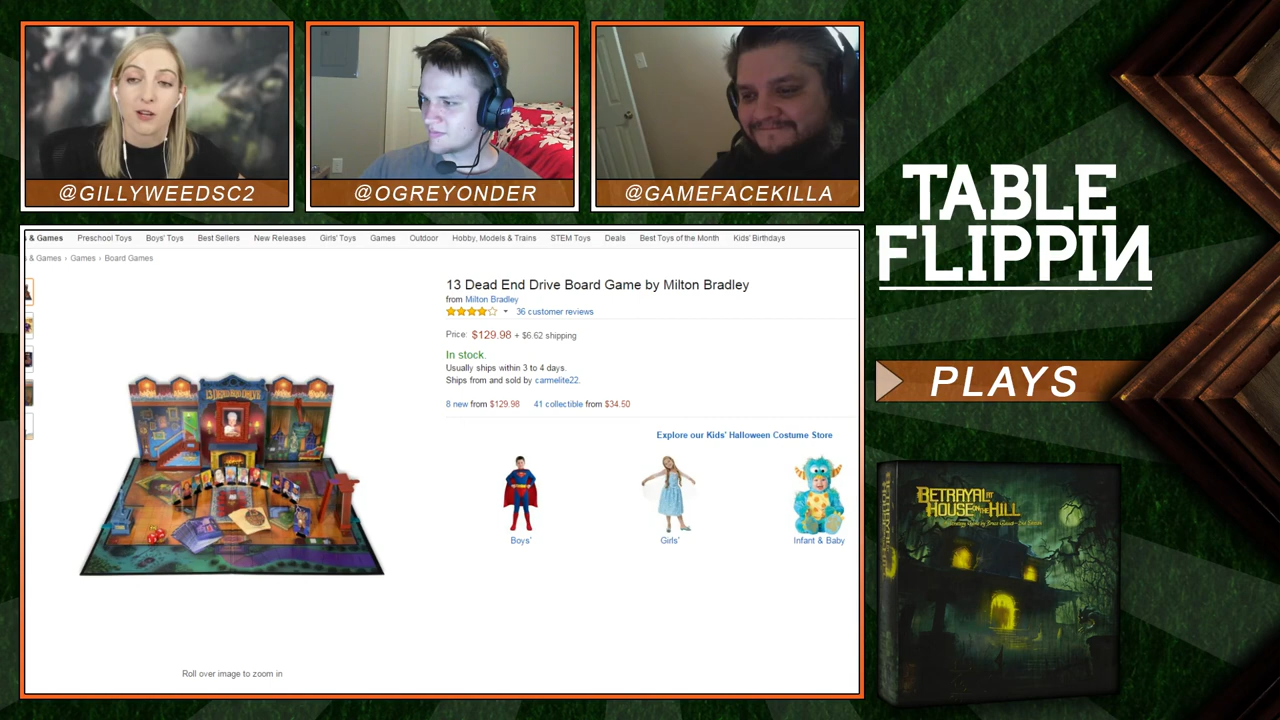 @GILLYWEEDSC2
@OGREYONDER
@GAMEFACEKILLA
& Games Preschool Toys Boys' Toys Best Sellers New Releases Girls' Toys Games Outdoor Hobby, Models & Trains STEM Toys Deals Best Toys of the Month Kids' Birthdays
& Games › Games › Board Games
13 Dead End Drive Board Game by Milton Bradley
from Milton Bradley
36 customer reviews
Price: $129.98 + $6.62 shipping
In stock.
Usually ships within 3 to 4 days.
Ships from and sold by carmelite22.
8 new from $129.98 41 collectible from $34.50
Explore our Kids' Halloween Costume Store
Boys'
Girls'
Infant & Baby
13 DEAD END DRIVE
Roll over image to zoom in
TABLE
FLIPPIN
PLAYS
BETRAYAL AT
HOUSE ON THE HILL